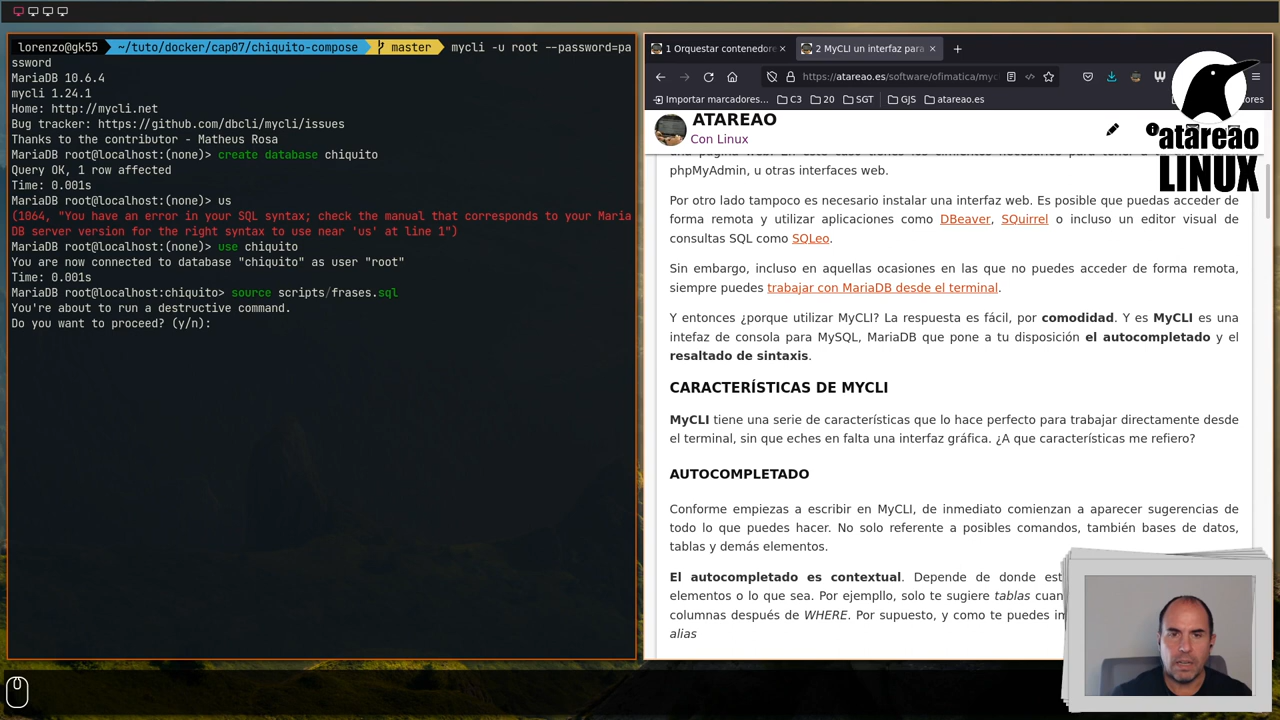 lorenzo@gk55 ~/tuto/docker/cap07/chiquito-compose master mycli -u root --password=pa
ssword
MariaDB 10.6.4
mycli 1.24.1
Home: http://mycli.net
Bug tracker: https://github.com/dbcli/mycli/issues
Thanks to the contributor - Matheus Rosa
MariaDB root@localhost:(none)> create database chiquito
Query OK, 1 row affected
Time: 0.001s
MariaDB root@localhost:(none)> us
(1064, "You have an error in your SQL syntax; check the manual that corresponds to your Maria
DB server version for the right syntax to use near 'us' at line 1")
MariaDB root@localhost:(none)> use chiquito
You are now connected to database "chiquito" as user "root"
Time: 0.001s
MariaDB root@localhost:chiquito> source scripts/frases.sql
You're about to run a destructive command.
Do you want to proceed? (y/n):
1 Orquestar contenedore
2 MyCLI un interfaz para
https://atareao.es/software/ofimatica/myc
Importar marcadores... C3 20 SGT GJS atareao.es
ores
atareao
LINUX
ATAREAO
Con Linux
phpMyAdmin, u otras interfaces web.
Por otro lado tampoco es necesario instalar una interfaz web. Es posible que puedas acceder de
forma remota y utilizar aplicaciones como DBeaver, SQuirrel o incluso un editor visual de
consultas SQL como SQLeo.
Sin embargo, incluso en aquellas ocasiones en las que no puedes acceder de forma remota,
siempre puedes trabajar con MariaDB desde el terminal.
Y entonces ¿porque utilizar MyCLI? La respuesta es fácil, por comodidad. Y es MyCLI es una
intefaz de consola para MySQL, MariaDB que pone a tu disposición el autocompletado y el
resaltado de sintaxis.
CARACTERÍSTICAS DE MYCLI
MyCLI tiene una serie de características que lo hace perfecto para trabajar directamente desde
el terminal, sin que eches en falta una interfaz gráfica. ¿A que características me refiero?
AUTOCOMPLETADO
Conforme empiezas a escribir en MyCLI, de inmediato comienzan a aparecer sugerencias de
todo lo que puedes hacer. No solo referente a posibles comandos, también bases de datos,
tablas y demás elementos.
El autocompletado es contextual. Depende de donde est
elementos o lo que sea. Por ejempllo, solo te sugiere tablas cuan
columnas después de WHERE. Por supuesto, y como te puedes im
alias